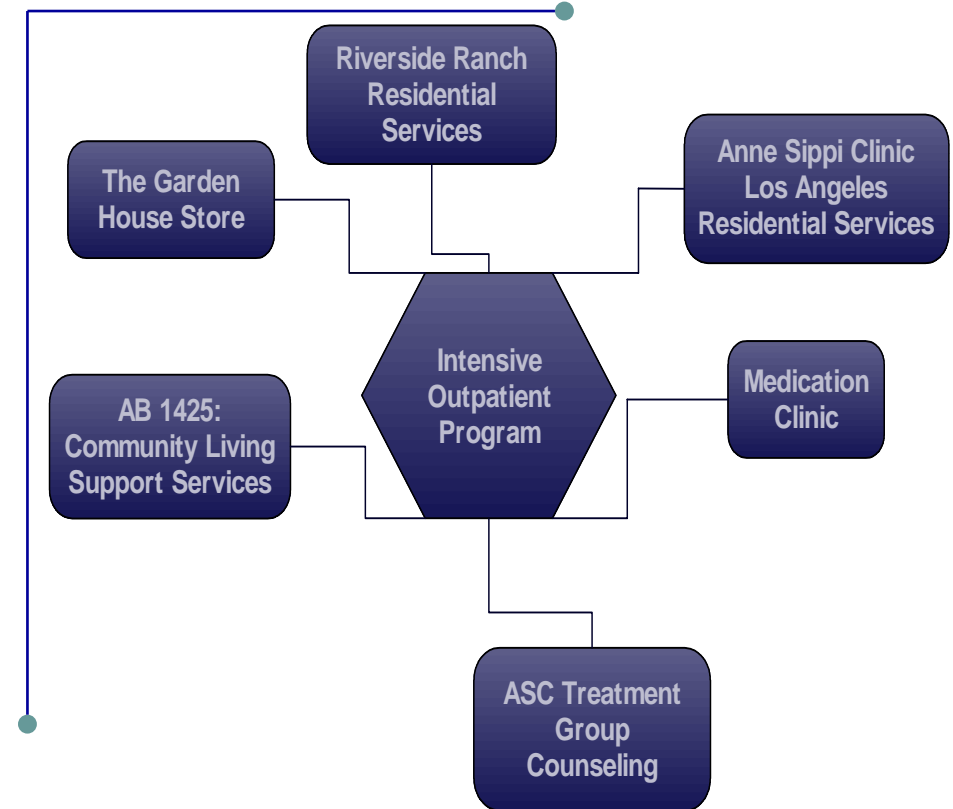 Riverside Ranch
Residential
Services
The Garden
House Store
Anne Sippi Clinic
Los Angeles
Residential Services
Intensive
Outpatient
Program
Medication
Clinic
AB 1425:
Community Living
Support Services
ASC Treatment
Group
Counseling